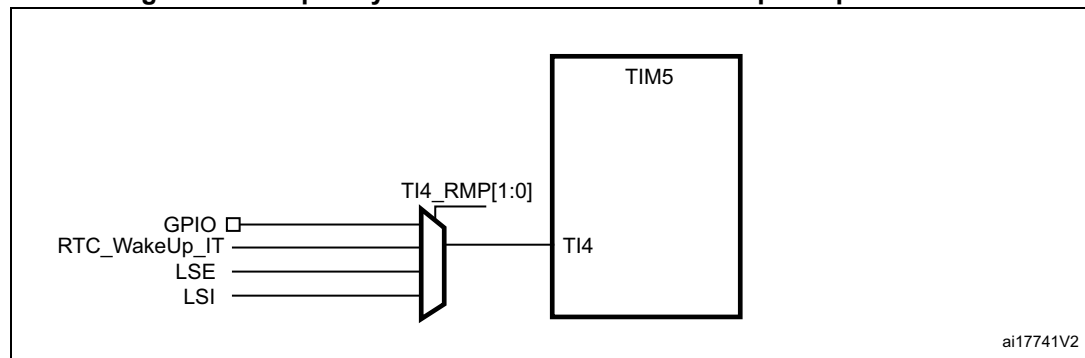 TIM5
TI4_RMP[1:0]
GPIO
RTC_WakeUp_IT
TI4
LSE
LSI
ai17741V2